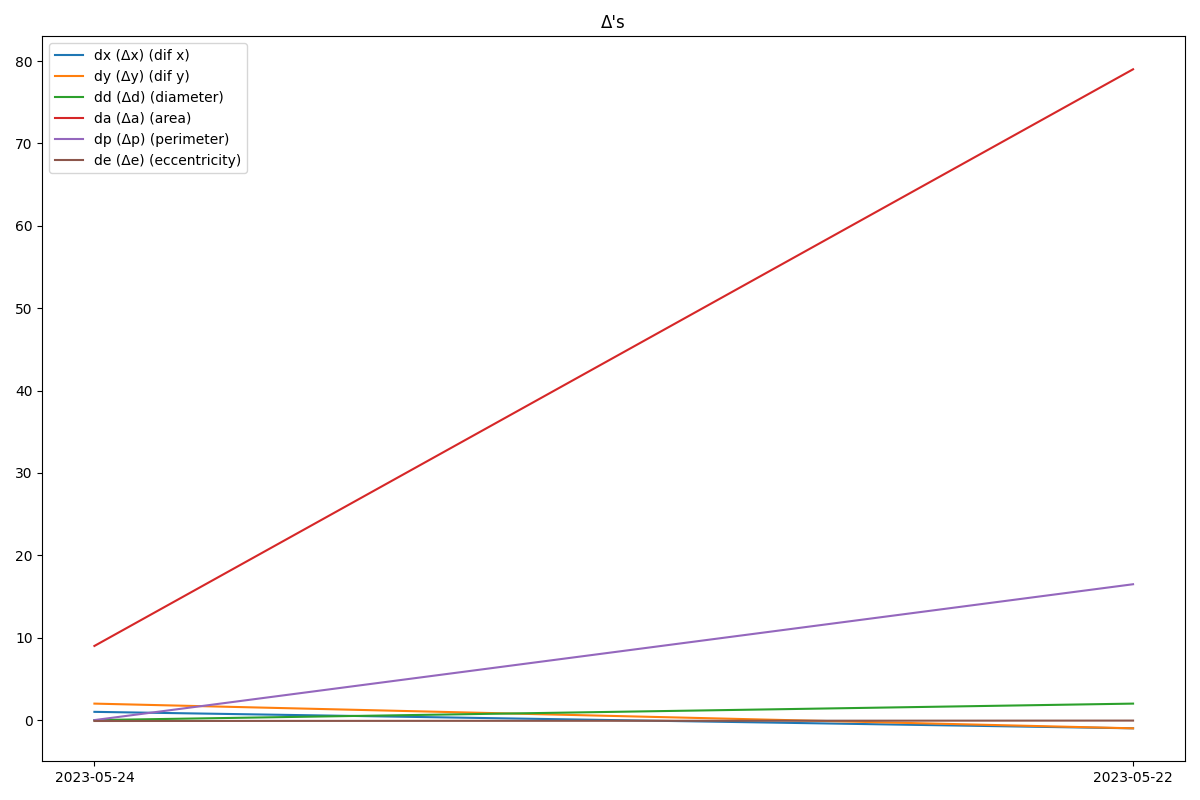 Δ's
dx (Δx) (dif x)
dy (Δy) (dif y)
dd (Δd) (diameter)
da (Δa) (area)
dp (Δp) (perimeter)
de (Δe) (eccentricity)
80
70
60
50
40
30
20
10
0
2023-05-24 2023-05-22